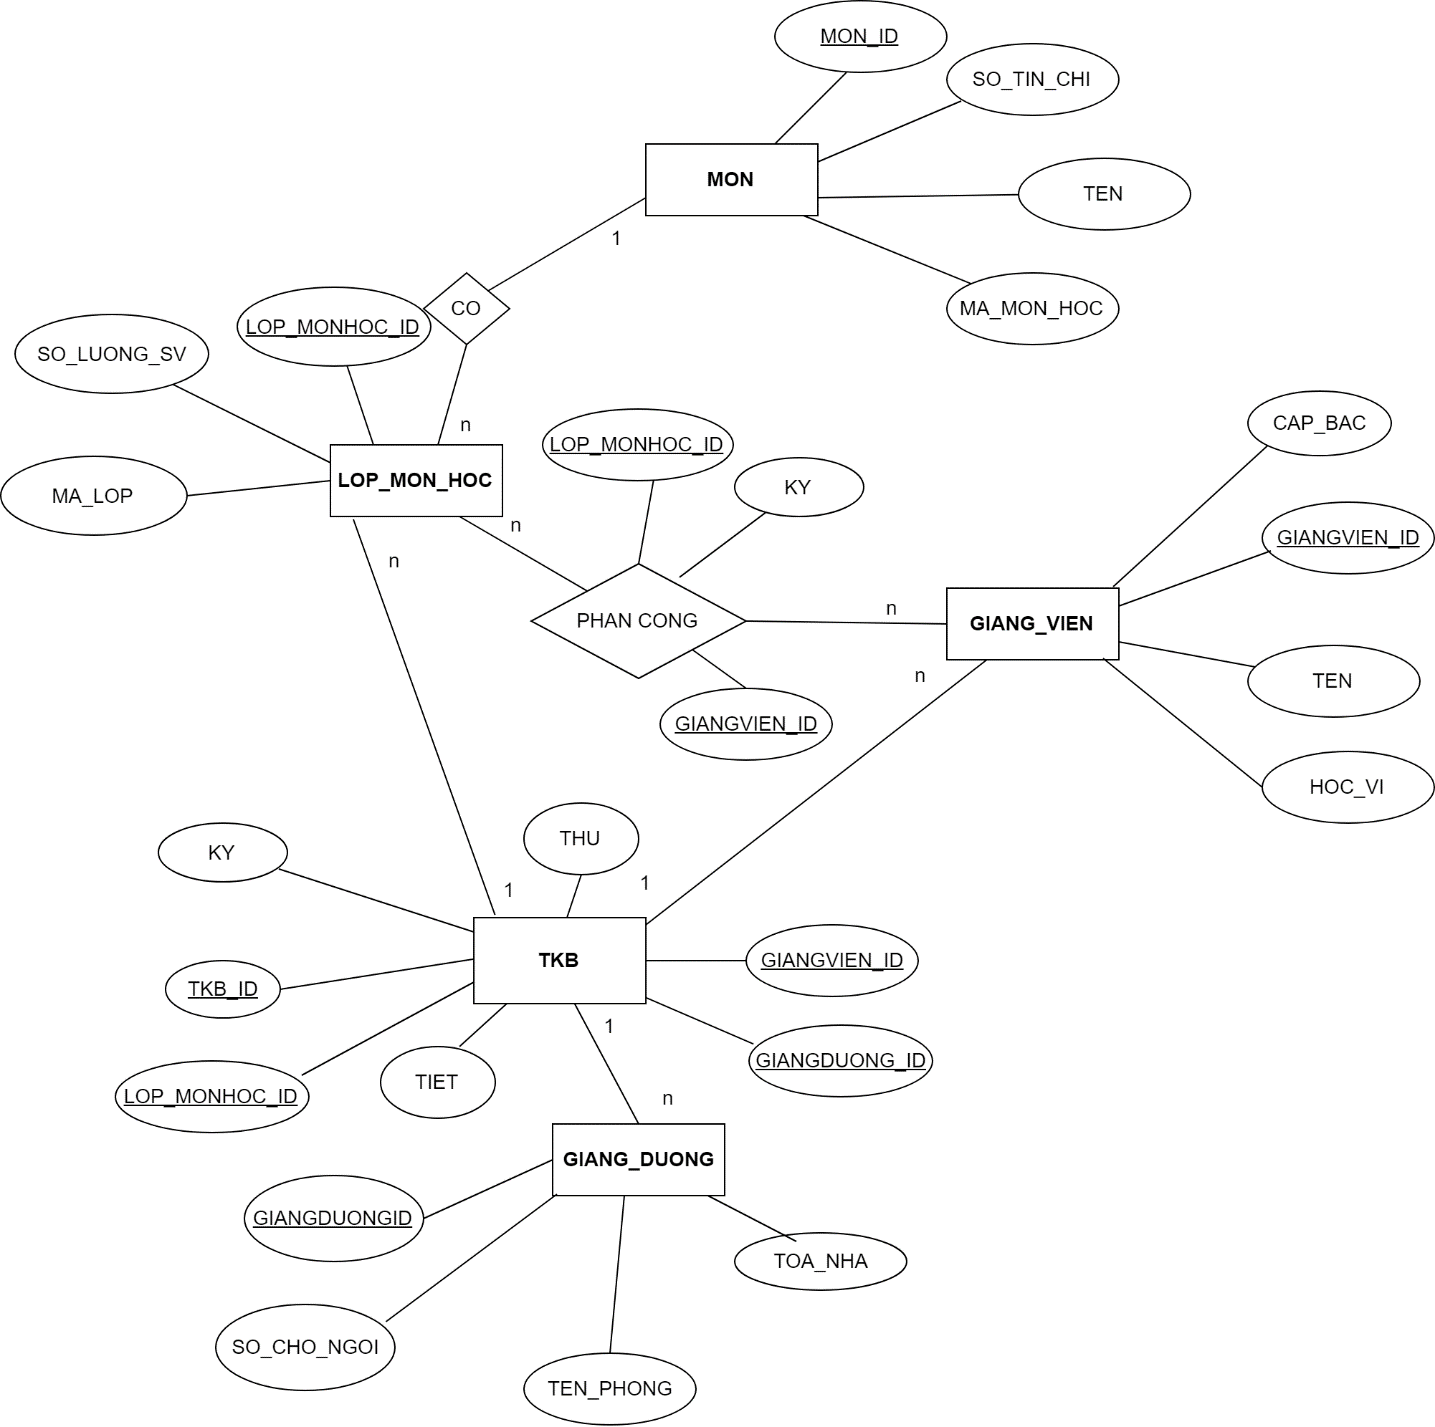 MON_ID
SO_TIN_CHI
MON
TEN
1
CO
MA_MON_HOC
LOP_MONHOC_ID
SO_LUONG_SV
n
LOP_MONHOC_ID
CAP_BAC
LOP_MON_HOC
KY
MA_LOP
n
GIANGVIEN_ID
n
n
PHAN CONG
GIANG_VIEN
n
TEN
GIANGVIEN_ID
HOC_VI
THU
KY
1
1
TKB
GIANGVIEN_ID
TKB_ID
1
GIANGDUONG_ID
TIET
LOP_MONHOC_ID
n
GIANG_DUONG
GIANGDUONGID
TOA_NHA
SO_CHO_NGOI
TEN_PHONG